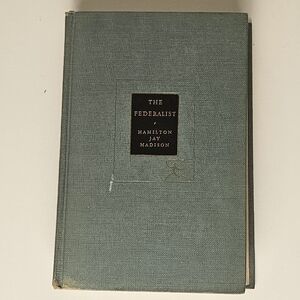 THE
FEDERALIST
HAMILTON
JAY
MADISON